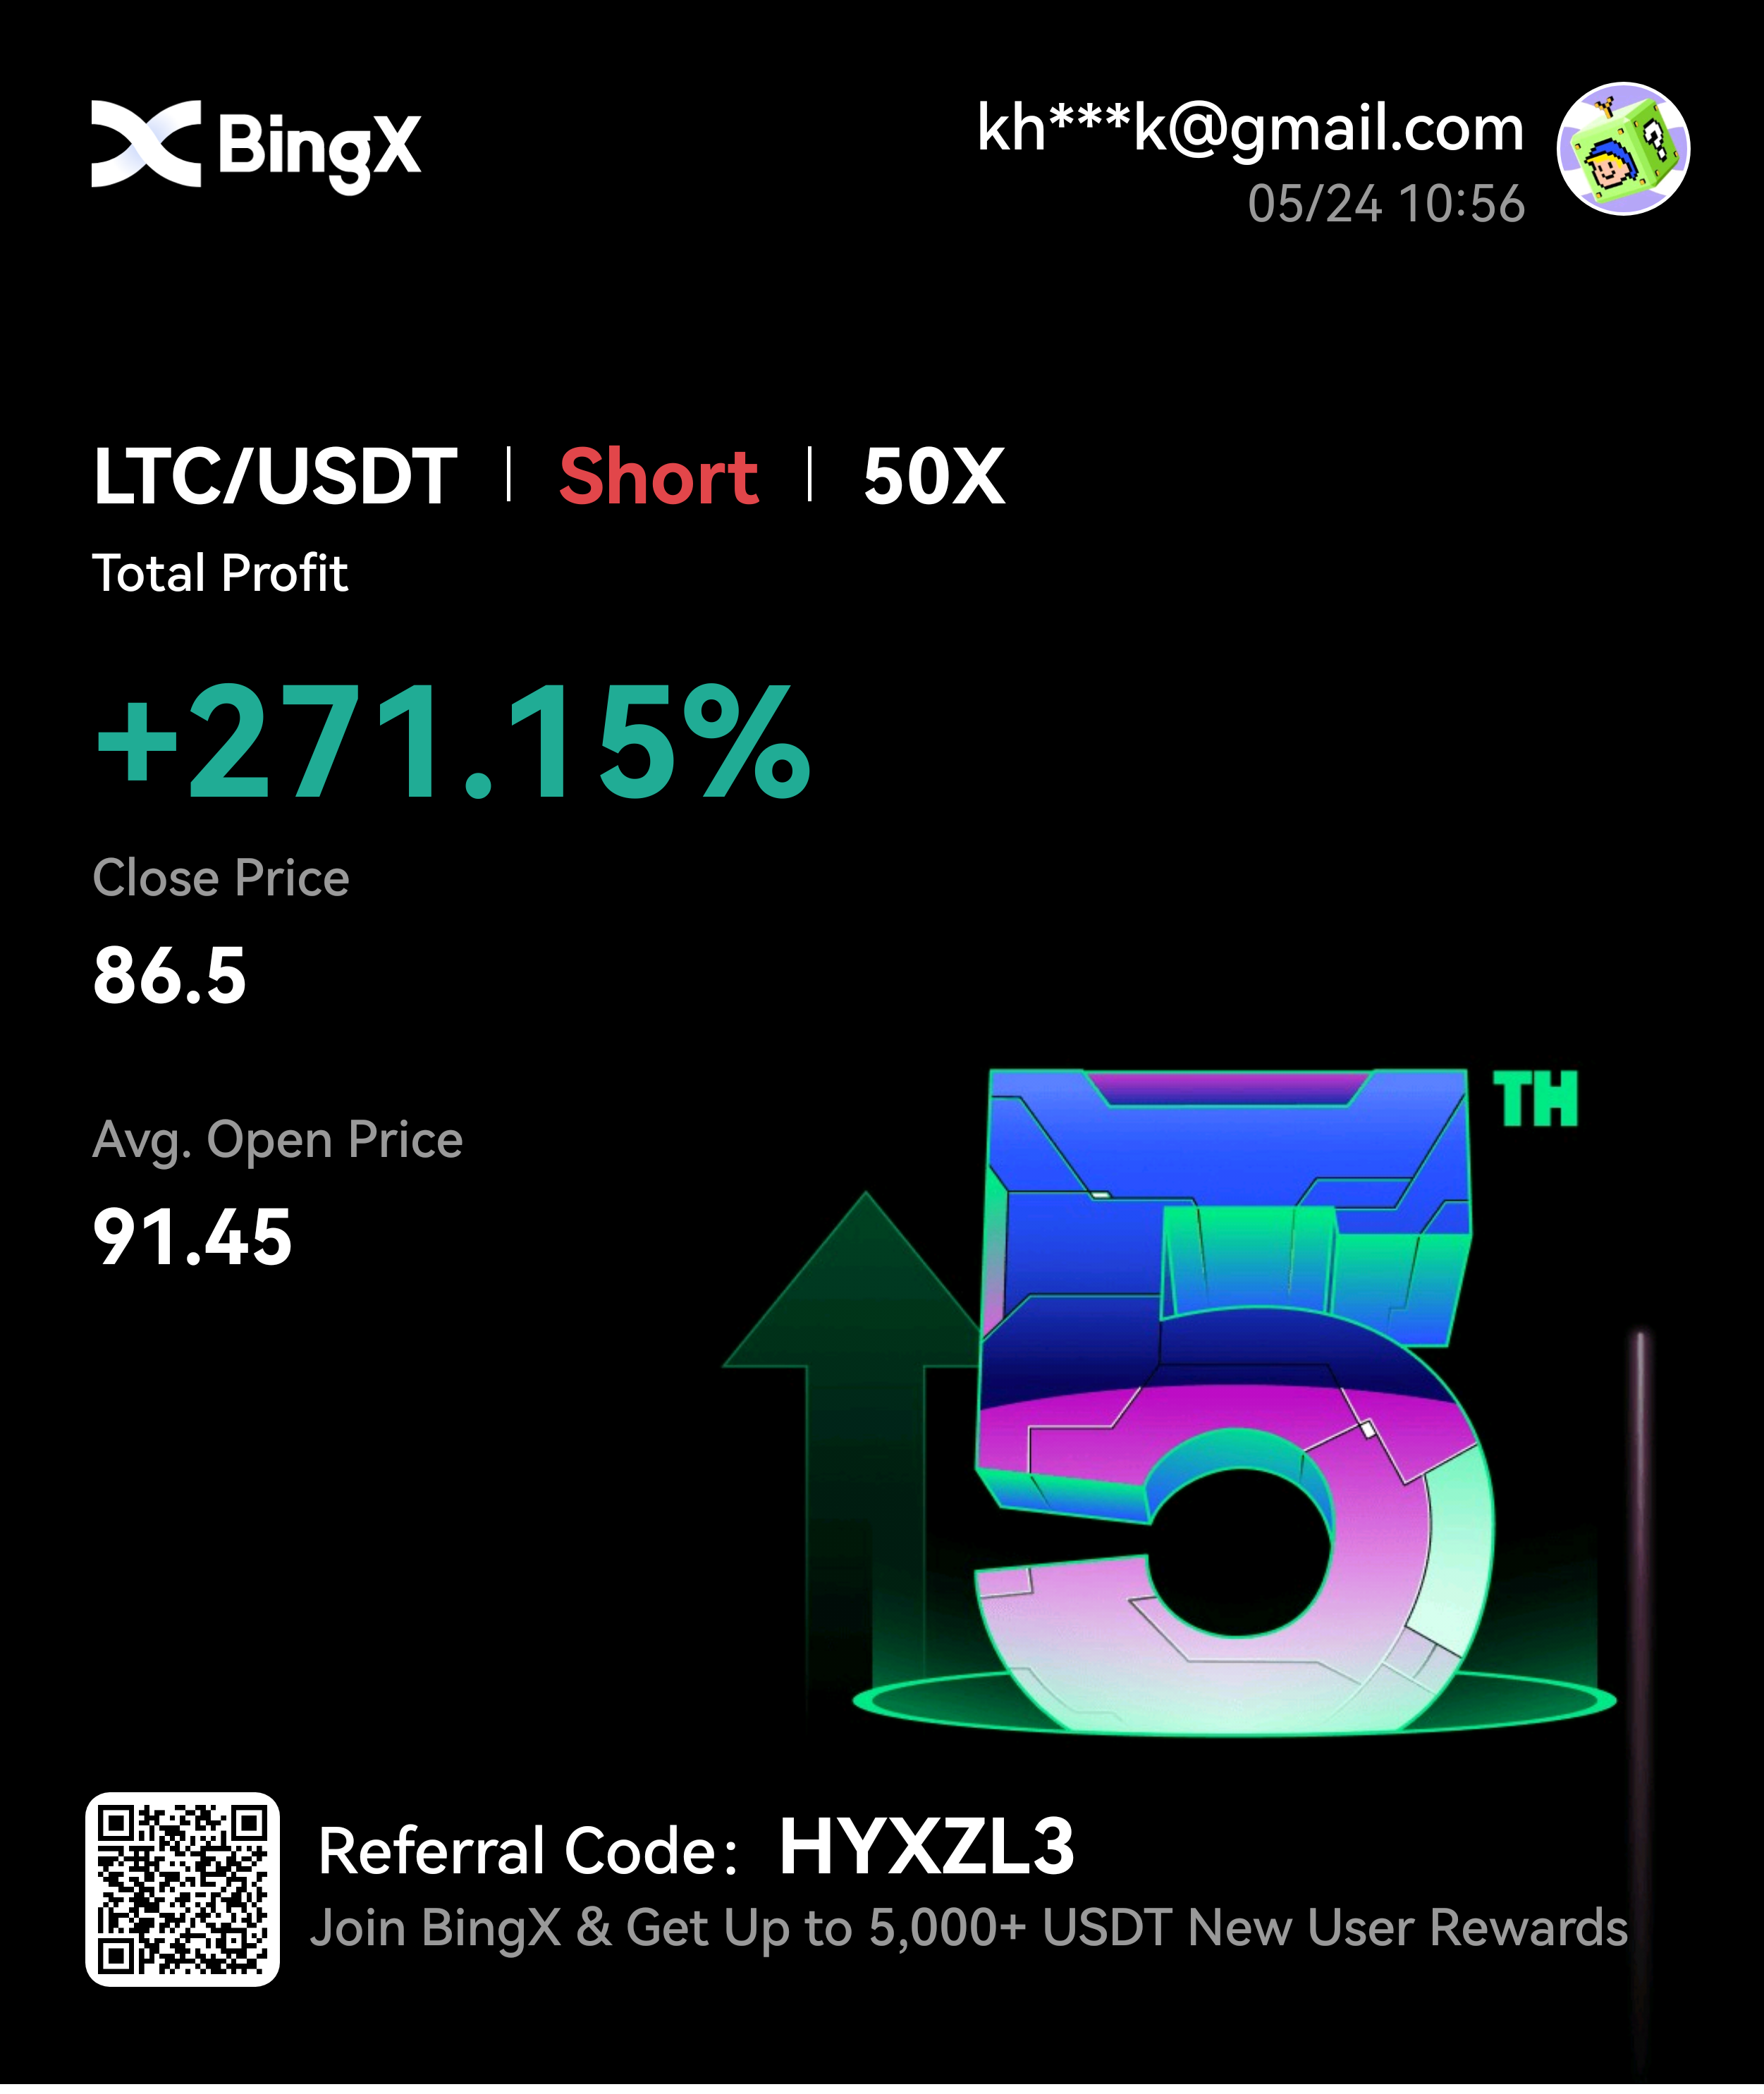 BingX
kh***k@gmail.com
05/24 10:56
LTC/USDT | Short | 50X
Total Profit
+271.15%
Close Price
86.5
Avg. Open Price
91.45
5TH
Referral Code: HYXZL3
Join BingX & Get Up to 5,000+ USDT New User Rewards